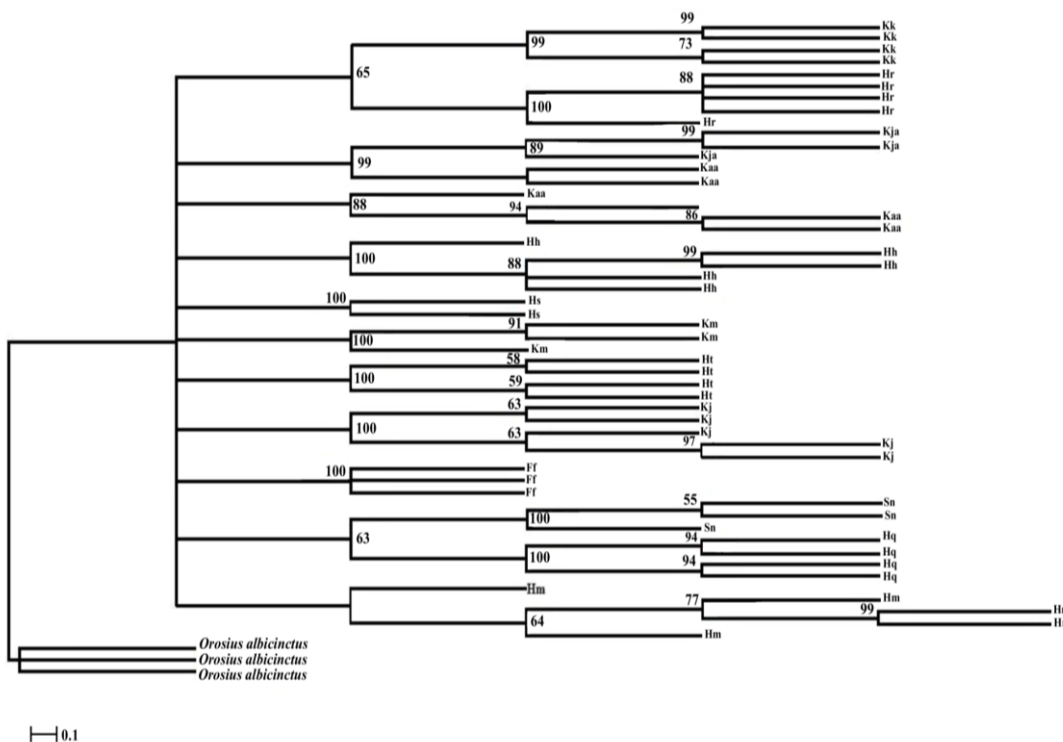 99
Kk
Kk
99
73
Kk
Kk
65
88
Hr
Hr
Hr
Hr
100
Hr
99
Kja
Kja
89
Kja
99
Kaa
Kaa
Kaa
88
94
86
Kaa
Kaa
Hh
100
99
Hh
Hh
88
Hh
Hh
100
Hs
Hs
91
Km
Km
100
Km
58
Ht
Ht
100
59
Ht
Ht
63
Kj
Kj
100
63
Kj
97
Kj
Kj
100
Ff
Ff
Ff
55
Sn
Sn
100
Sn
63
94
Hq
Hq
100
94
Hq
Hq
Hm
77
Hm
99
64
Hm
Orosius albicinctus
Orosius albicinctus
Orosius albicinctus
0.1